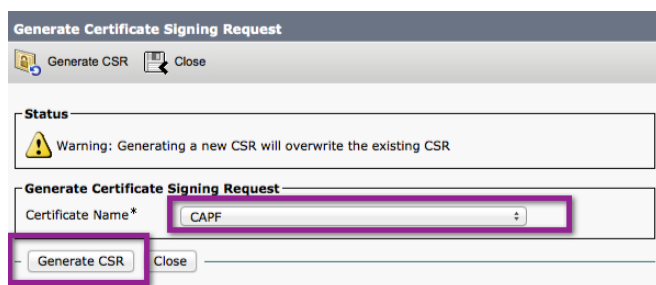 Generate Certificate Signing Request
Generate CSR Close
Status
Warning: Generating a new CSR will overwrite the existing CSR
Generate Certificate Signing Request
Certificate Name* CAPF
Generate CSR Close